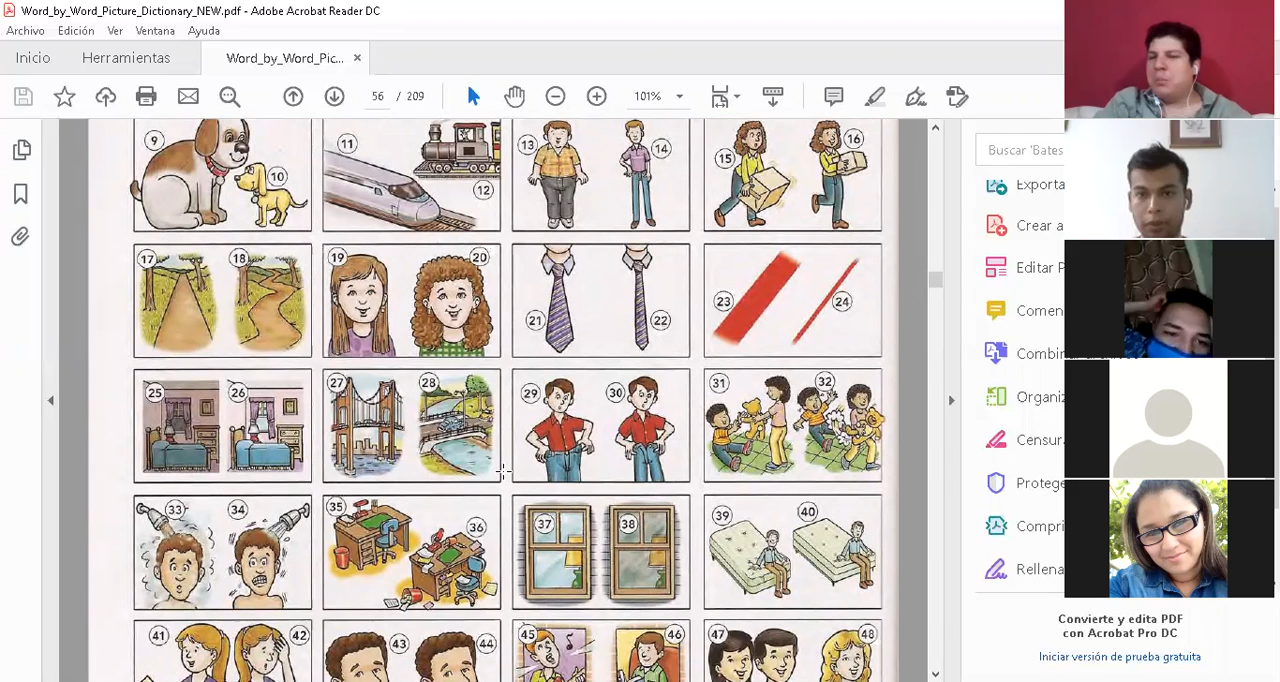 Word_by_Word_Picture_Dictionary_NEW.pdf - Adobe Acrobat Reader DC
Archivo Edición Ver Ventana Ayuda
Inicio Herramientas Word_by_Word_Pic... ×
56 / 209 101%
Buscar 'Bates
Exporta
Crear a
Editar P
Comen
Combin
Organiz
Censur
Protege
Compri
Rellena
Convierte y edita PDF
con Acrobat Pro DC
Iniciar versión de prueba gratuita
9 10 11 12 13 14 15 16
17 18 19 20 21 22 23 24
25 26 27 28 29 30 31 32
33 34 35 36 37 38 39 40
41 42 43 44 45 46 47 48